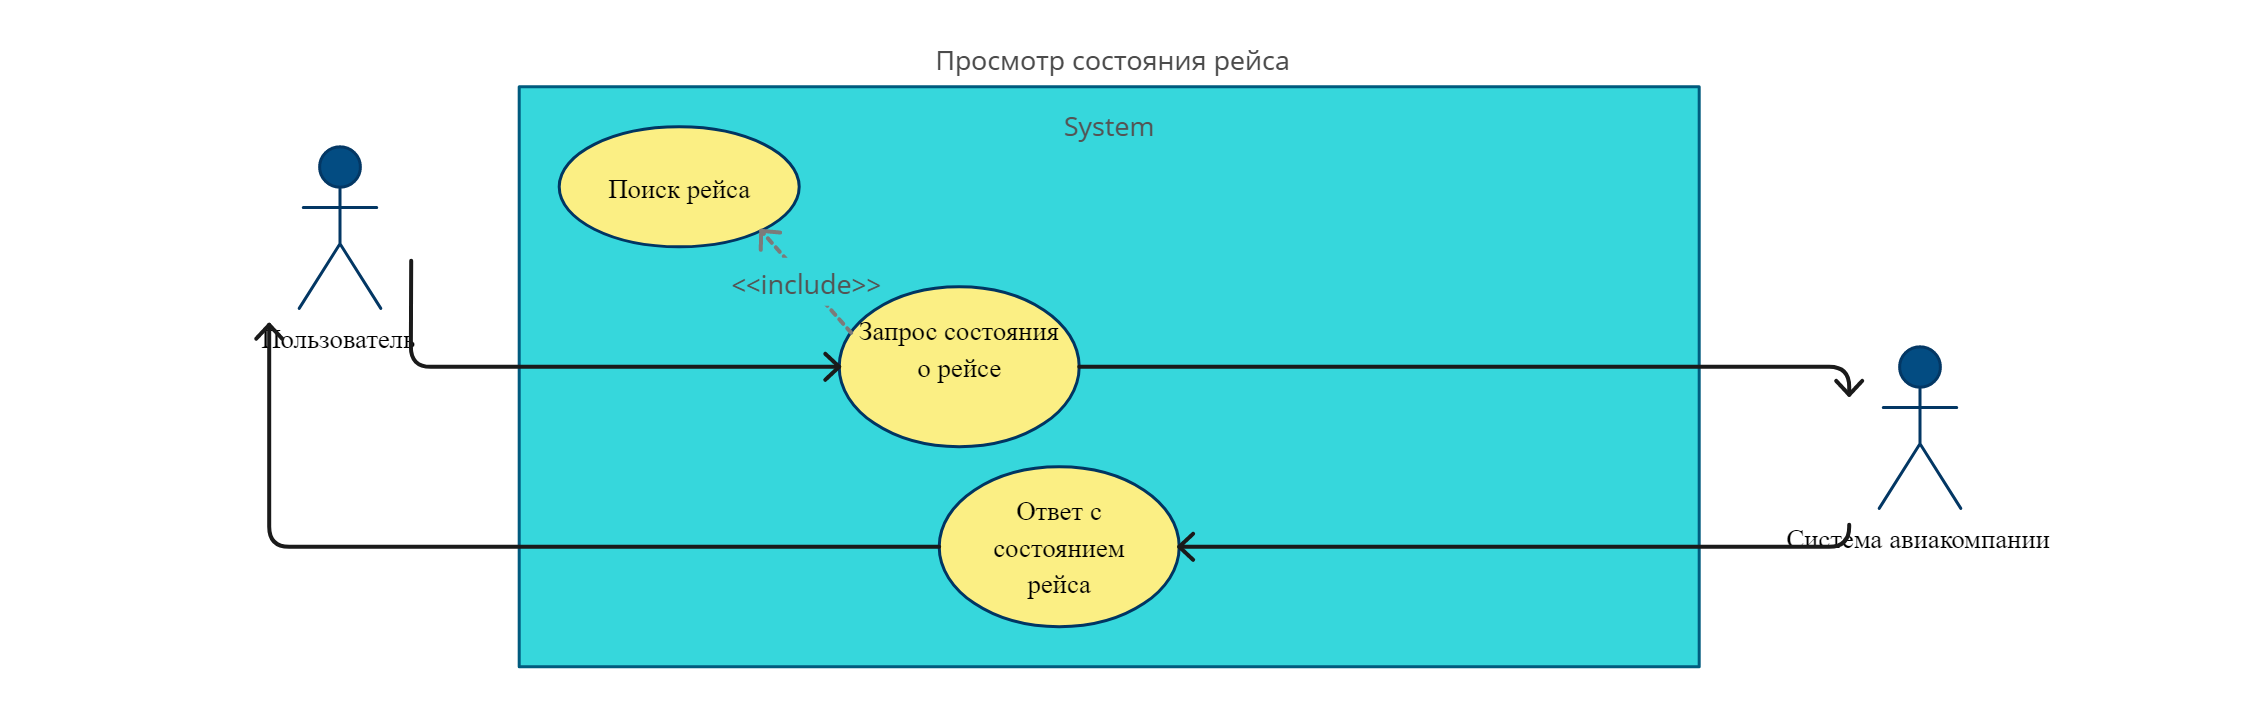 Просмотр состояния рейса
System
Поиск рейса
<<include>>
Запрос состояния
о рейсе
Пользователь
Ответ с
состоянием
рейса
Система авиакомпании